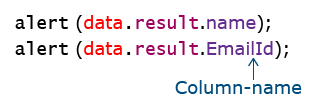 alert (data.result.name);
alert (data.result.EmailId);
Column-name